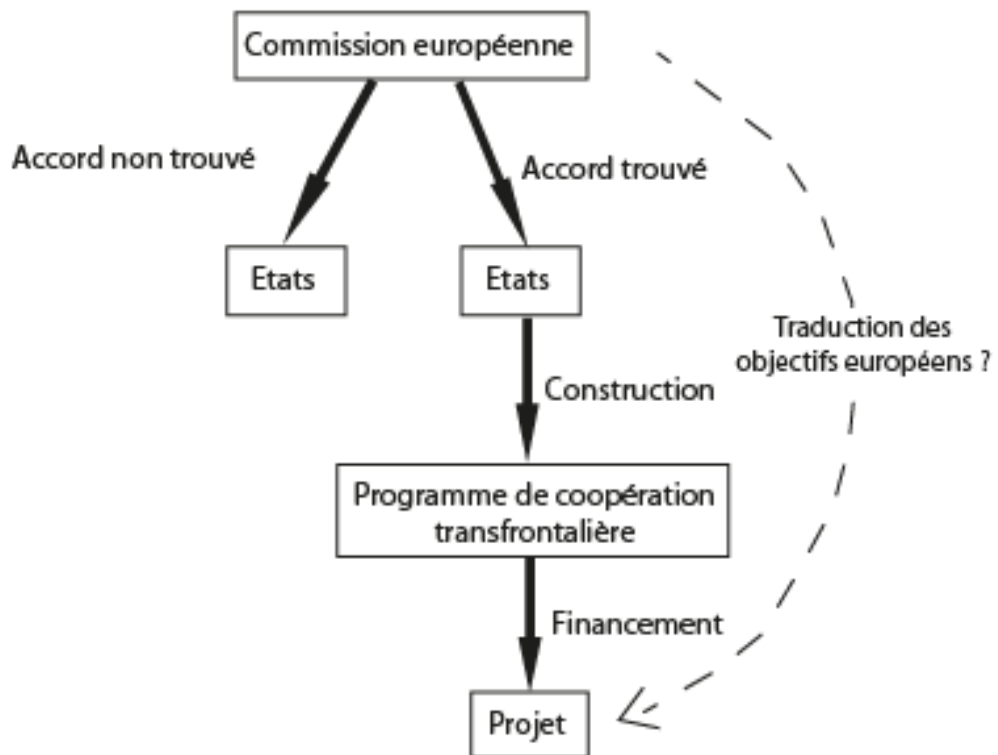 Commission européenne
Accord non trouvé
Accord trouvé
Etats
Etats
Traduction des
objectifs européens ?
Construction
Programme de coopération
transfrontalière
Financement
Projet